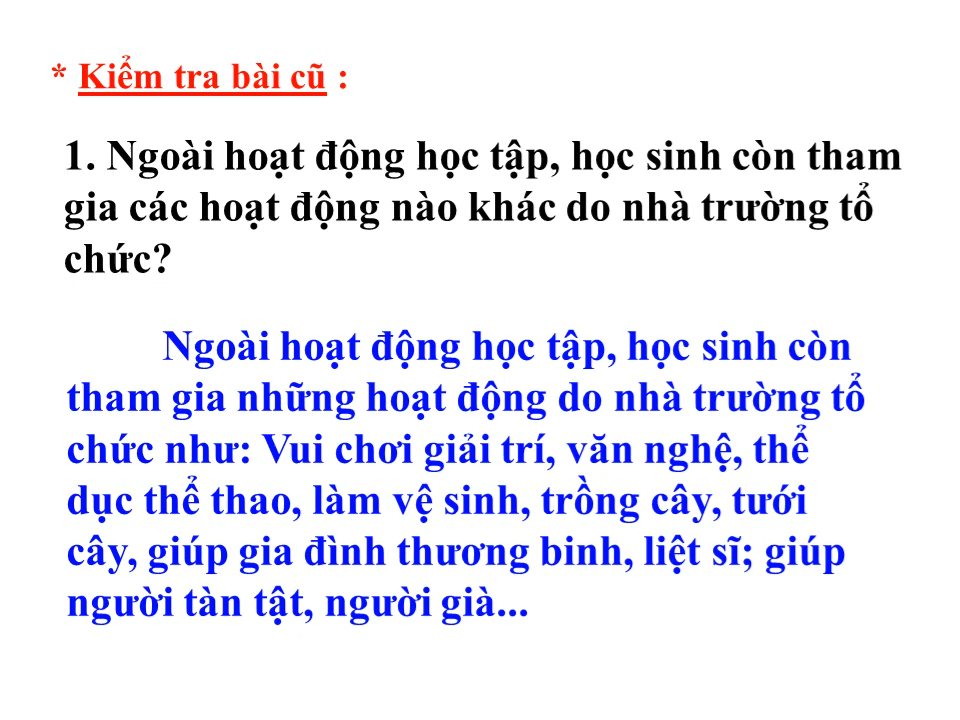 * Kiểm tra bài cũ :
1. Ngoài hoạt động học tập, học sinh còn tham
gia các hoạt động nào khác do nhà trường tổ
chức?
Ngoài hoạt động học tập, học sinh còn
tham gia những hoạt động do nhà trường tổ
chức như: Vui chơi giải trí, văn nghệ, thể
dục thể thao, làm vệ sinh, trồng cây, tưới
cây, giúp gia đình thương binh, liệt sĩ; giúp
người tàn tật, người già...